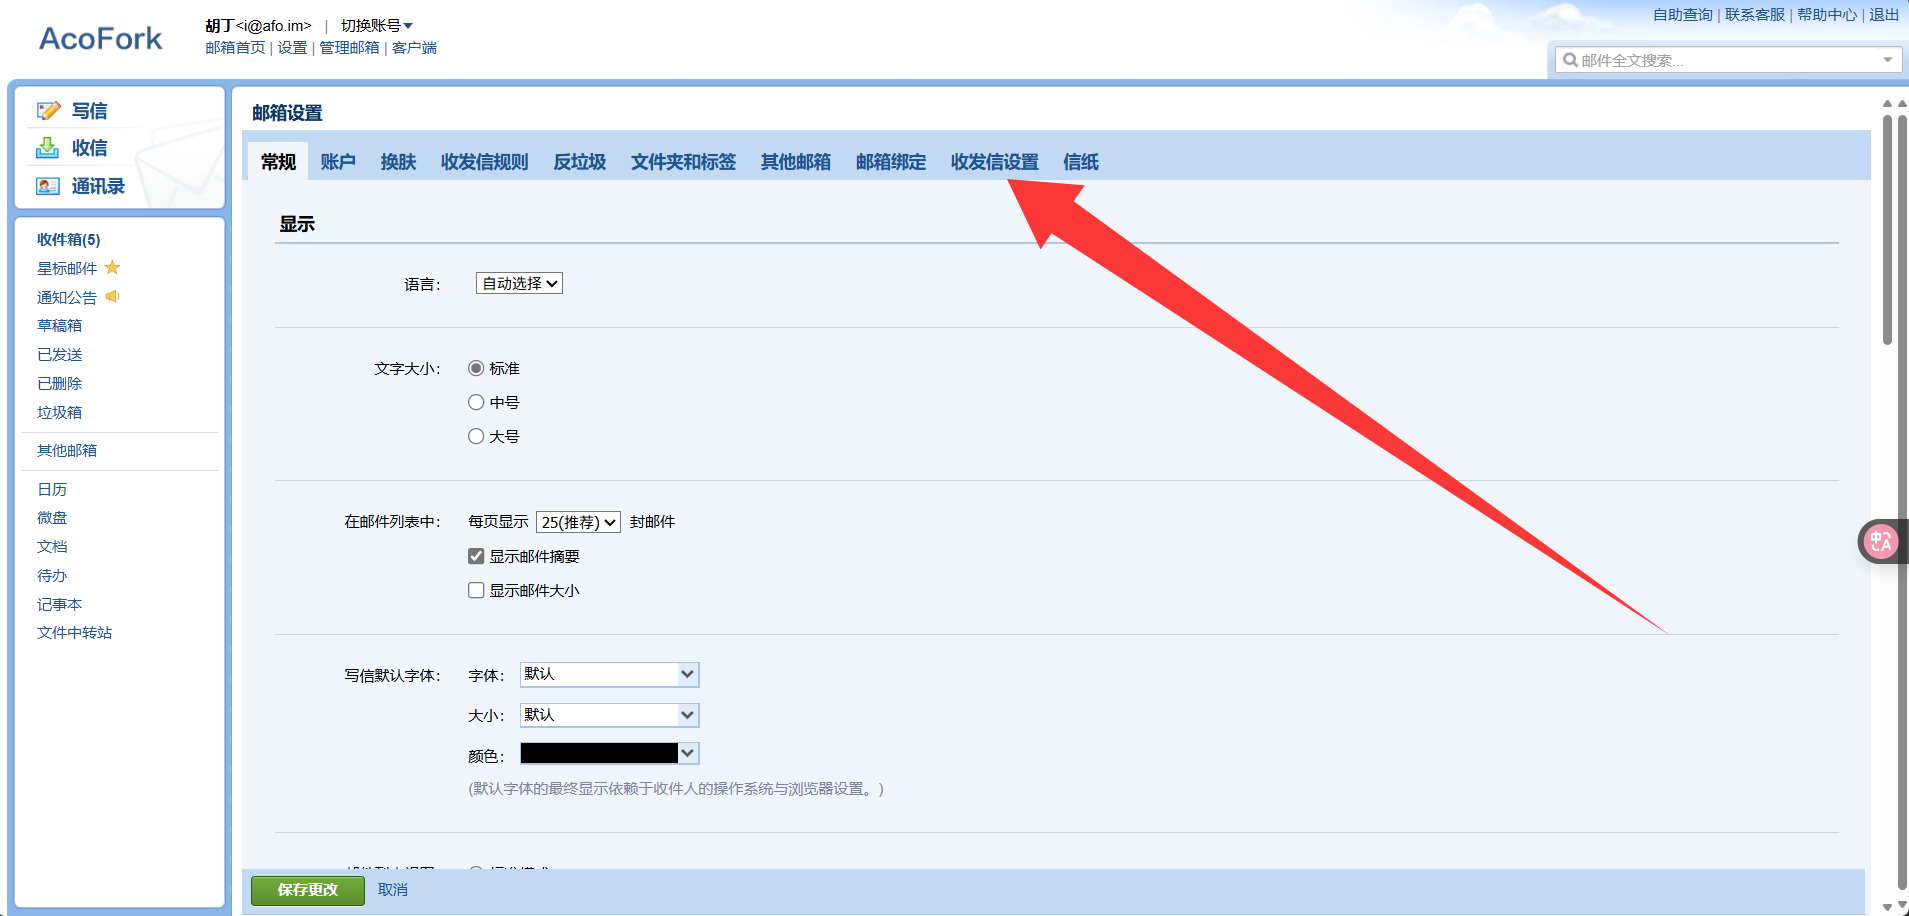 AcoFork
胡丁<i@afo.im> | 切换账号
邮箱首页 | 设置 | 管理邮箱 | 客户端
自助查询 | 联系客服 | 帮助中心 | 退出
邮件全文搜索...
写信
收信
通讯录
收件箱(5)
星标邮件
通知公告
草稿箱
已发送
已删除
垃圾箱
其他邮箱
日历
微盘
文档
待办
记事本
文件中转站
邮箱设置
常规 账户 换肤 收发信规则 反垃圾 文件夹和标签 其他邮箱 邮箱绑定 收发信设置 信纸
显示
语言： 自动选择
文字大小： 标准
中号
大号
在邮件列表中： 每页显示 25(推荐) 封邮件
显示邮件摘要
显示邮件大小
写信默认字体： 字体： 默认
大小： 默认
颜色：
(默认字体的最终显示依赖于收件人的操作系统与浏览器设置。)
保存更改 取消